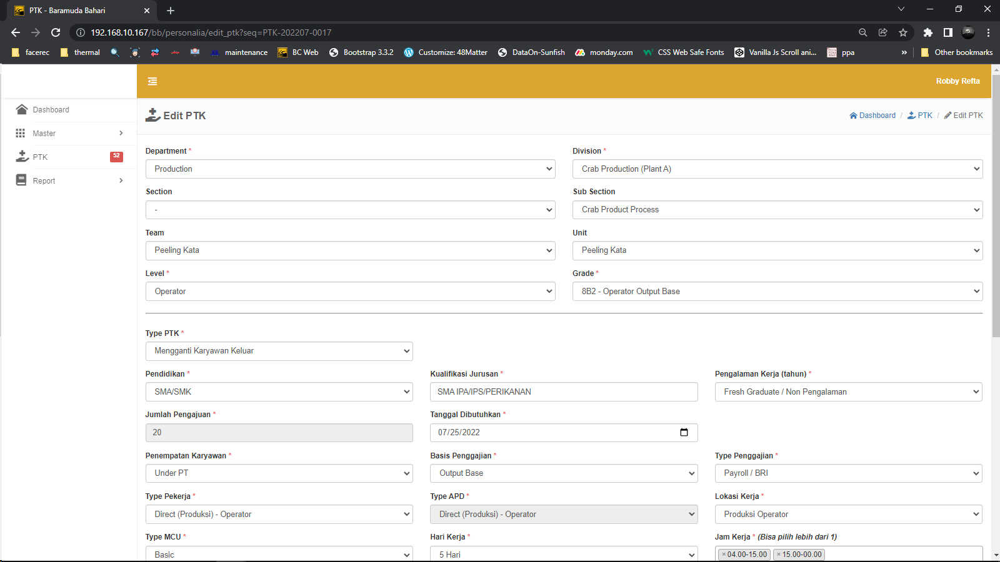 PTK - Baramuda Bahari
192.168.10.167/bb/personalia/edit_ptk?seq=PTK-202207-0017
facerec thermal maintenance BC Web Bootstrap 3.3.2 Customize: 48Matter DataOn-Sunfish monday.com CSS Web Safe Fonts Vanilla Js Scroll ani... ppa » Other bookmarks
Robby Refta
Dashboard
Master
PTK 52
Report
Edit PTK
Dashboard / PTK / Edit PTK
Department * Division *
Production Crab Production (Plant A)
Section Sub Section
- Crab Product Process
Team Unit
Peeling Kata Peeling Kata
Level * Grade *
Operator 8B2 - Operator Output Base
Type PTK *
Mengganti Karyawan Keluar
Pendidikan * Kualifikasi Jurusan * Pengalaman Kerja (tahun) *
SMA/SMK SMA IPA/IPS/PERIKANAN Fresh Graduate / Non Pengalaman
Jumlah Pengajuan * Tanggal Dibutuhkan *
20 07/25/2022
Penempatan Karyawan * Basis Penggajian * Type Penggajian *
Under PT Output Base Payroll / BRI
Type Pekerja * Type APD * Lokasi Kerja *
Direct (Produksi) - Operator Direct (Produksi) - Operator Produksi Operator
Type MCU * Hari Kerja * Jam Kerja * (Bisa pilih lebih dari 1)
Basic 5 Hari × 04.00-15.00 × 15.00-00.00